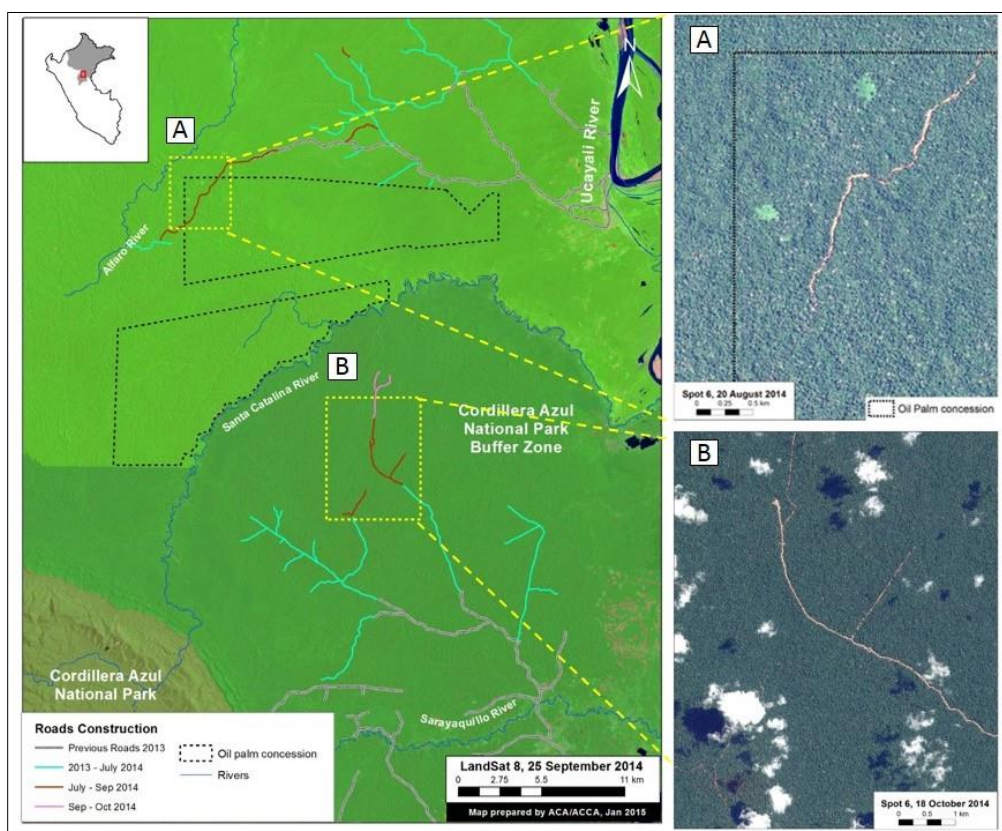 A
Alfaro River
Ucayali River
N
Santa Catalina River
B
Cordillera Azul
National Park
Buffer Zone
Cordillera Azul
National Park
Sarayaquillo River
Roads Construction
Previous Roads 2013
2013 - July 2014
July - Sep 2014
Sep - Oct 2014
Oil palm concession
Rivers
LandSat 8, 25 September 2014
0 2.75 5.5 11 km
Map prepared by ACA/ACCA, Jan 2015
A
Spot 6, 20 August 2014
0 0.25 0.5 km
Oil Palm concession
B
Spot 6, 18 October 2014
0 0.5 1 km